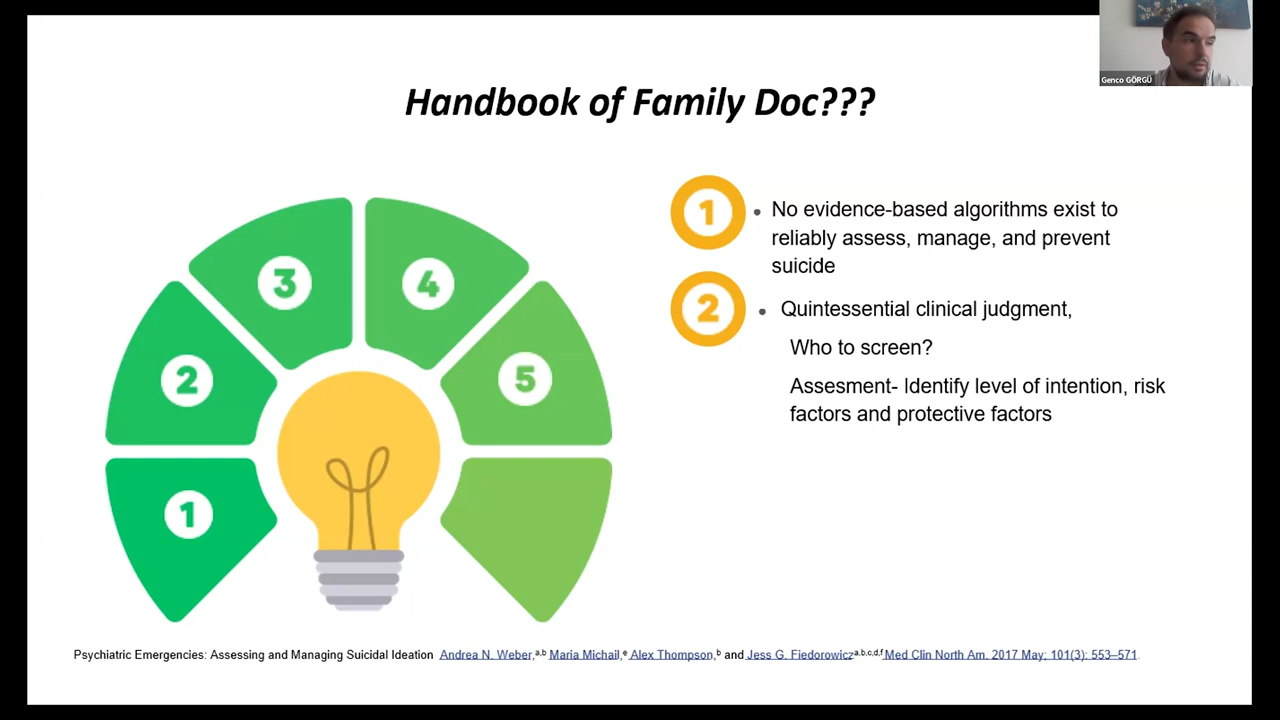 Genco GÖRGÜ
Handbook of Family Doc???
1
2
3
4
5
1
• No evidence-based algorithms exist to
reliably assess, manage, and prevent
suicide
2
• Quintessential clinical judgment,
Who to screen?
Assesment- Identify level of intention, risk
factors and protective factors
Psychiatric Emergencies: Assessing and Managing Suicidal Ideation Andrea N. Weber,a,b Maria Michail,e Alex Thompson,b and Jess G. Fiedorowicza,b,c,d,f Med Clin North Am. 2017 May; 101(3): 553–571.